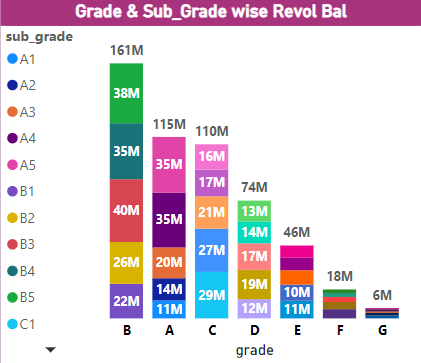 Grade & Sub_Grade wise Revol Bal
sub_grade
A1
A2
A3
A4
A5
B1
B2
B3
B4
B5
C1
161M
38M
35M
40M
26M
22M
115M
35M
35M
20M
14M
11M
110M
16M
17M
21M
27M
29M
74M
13M
14M
17M
19M
12M
46M
10M
11M
18M
6M
B A C D E F G
grade